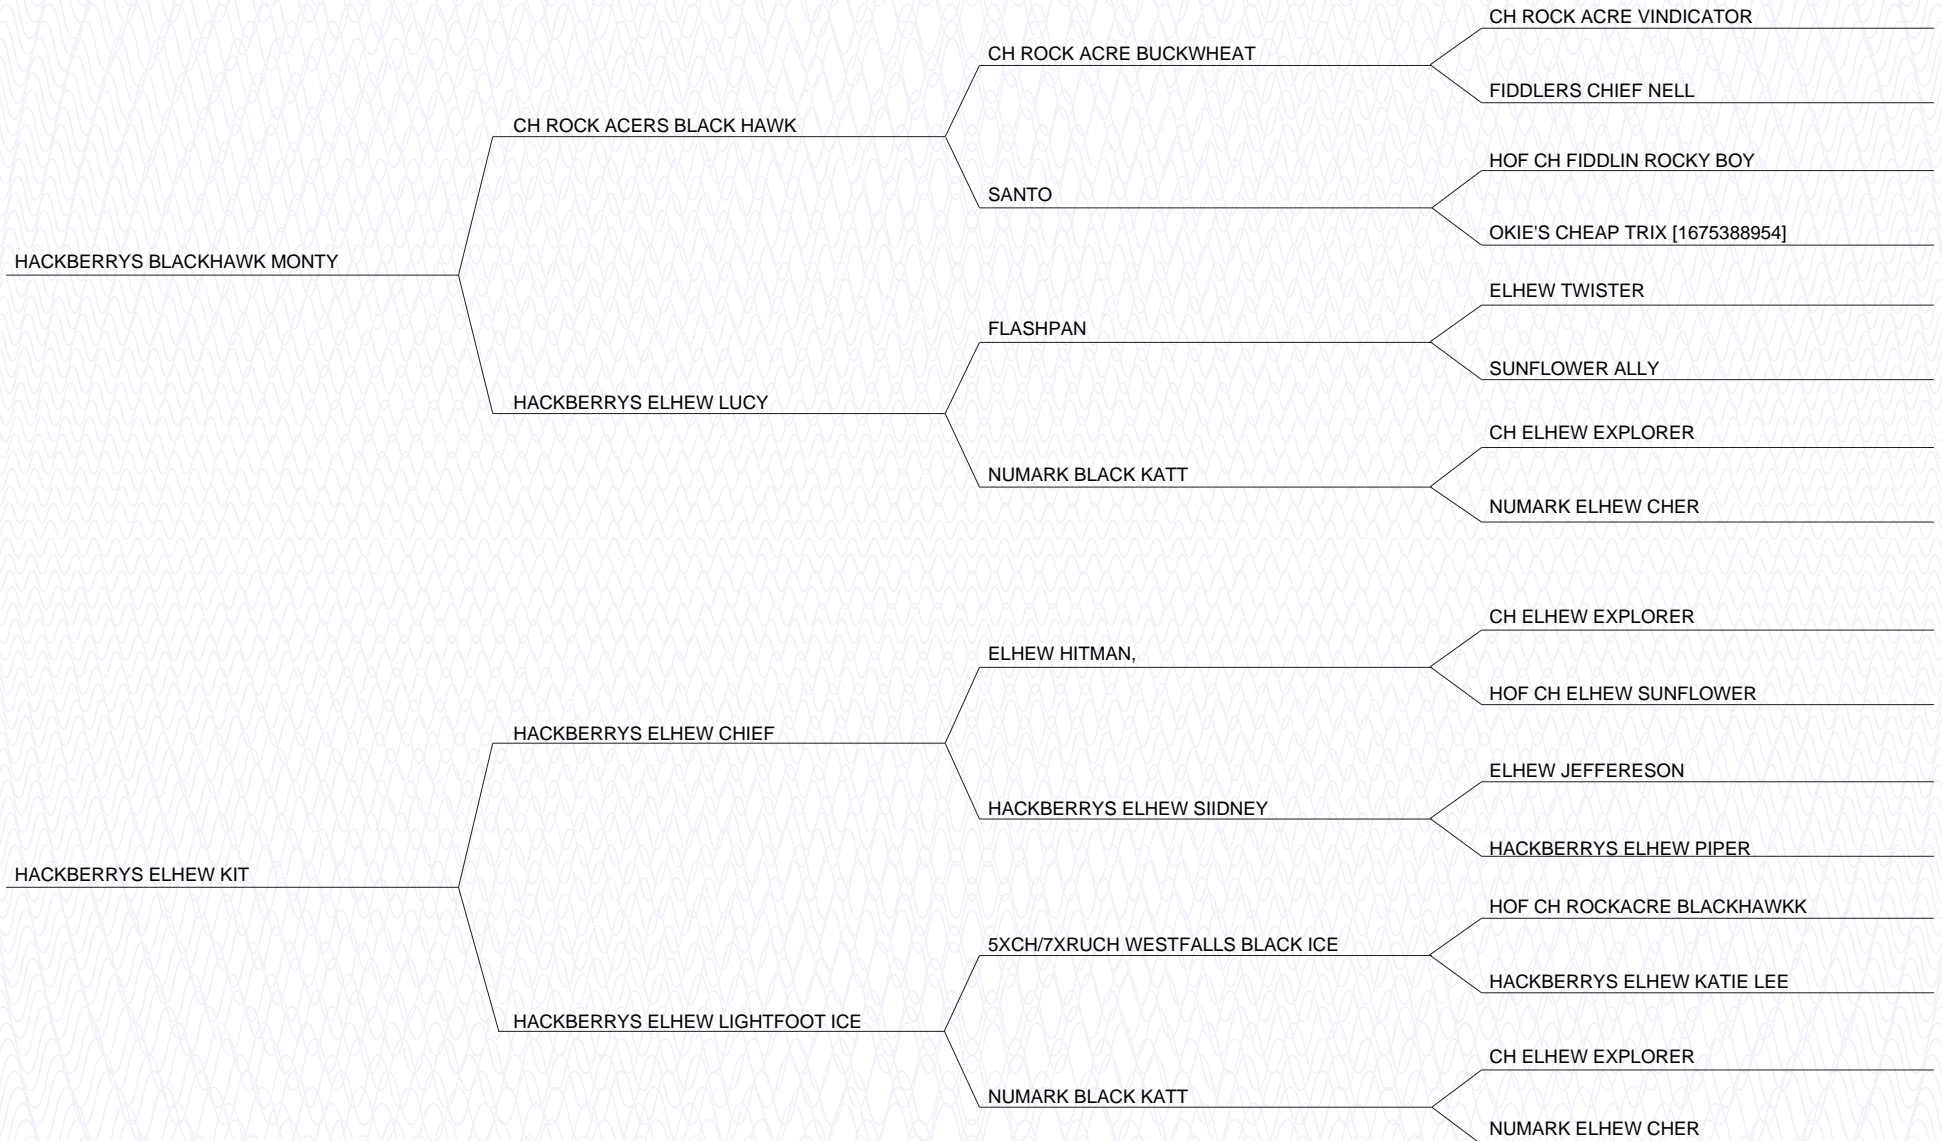 CH ROCK ACRE VINDICATOR
CH ROCK ACRE BUCKWHEAT
FIDDLERS CHIEF NELL
CH ROCK ACERS BLACK HAWK
HOF CH FIDDLIN ROCKY BOY
SANTO
OKIE'S CHEAP TRIX [1675388954]
HACKBERRYS BLACKHAWK MONTY
ELHEW TWISTER
FLASHPAN
SUNFLOWER ALLY
HACKBERRYS ELHEW LUCY
CH ELHEW EXPLORER
NUMARK BLACK KATT
NUMARK ELHEW CHER
CH ELHEW EXPLORER
ELHEW HITMAN,
HOF CH ELHEW SUNFLOWER
HACKBERRYS ELHEW CHIEF
ELHEW JEFFERESON
HACKBERRYS ELHEW SIIDNEY
HACKBERRYS ELHEW PIPER
HACKBERRYS ELHEW KIT
HOF CH ROCKACRE BLACKHAWKK
5XCH/7XRUCH WESTFALLS BLACK ICE
HACKBERRYS ELHEW KATIE LEE
HACKBERRYS ELHEW LIGHTFOOT ICE
CH ELHEW EXPLORER
NUMARK BLACK KATT
NUMARK ELHEW CHER